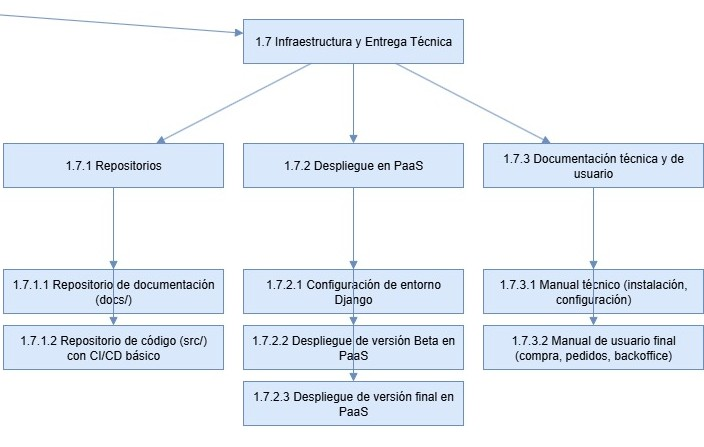 1.7 Infraestructura y Entrega Técnica
1.7.1 Repositorios
1.7.2 Despliegue en PaaS
1.7.3 Documentación técnica y de
usuario
1.7.1.1 Repositorio de documentación
(docs/)
1.7.1.2 Repositorio de código (src/)
con CI/CD básico
1.7.2.1 Configuración de entorno
Django
1.7.2.2 Despliegue de versión Beta en
PaaS
1.7.2.3 Despliegue de versión final en
PaaS
1.7.3.1 Manual técnico (instalación,
configuración)
1.7.3.2 Manual de usuario final
(compra, pedidos, backoffice)